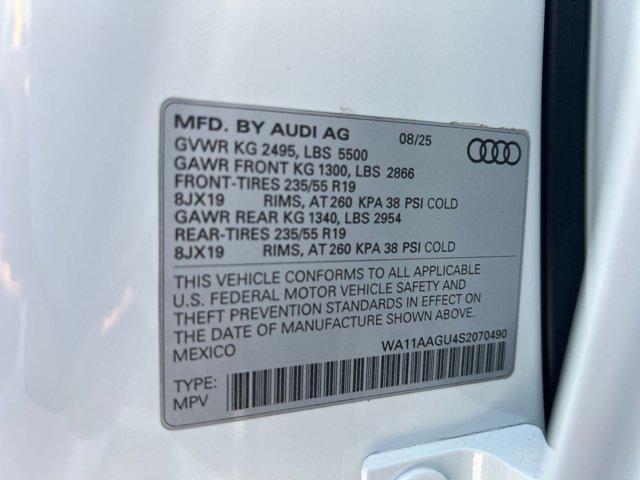 MFD. BY AUDI AG 08/25
GVWR KG 2495, LBS 5500
GAWR FRONT KG 1300, LBS 2866
FRONT-TIRES 235/55 R19
8JX19 RIMS, AT 260 KPA 38 PSI COLD
GAWR REAR KG 1340, LBS 2954
REAR-TIRES 235/55 R19
8JX19 RIMS, AT 260 KPA 38 PSI COLD
THIS VEHICLE CONFORMS TO ALL APPLICABLE
U.S. FEDERAL MOTOR VEHICLE SAFETY AND
THEFT PREVENTION STANDARDS IN EFFECT ON
THE DATE OF MANUFACTURE SHOWN ABOVE.
MEXICO WA11AAGU4S2070490
TYPE:
MPV